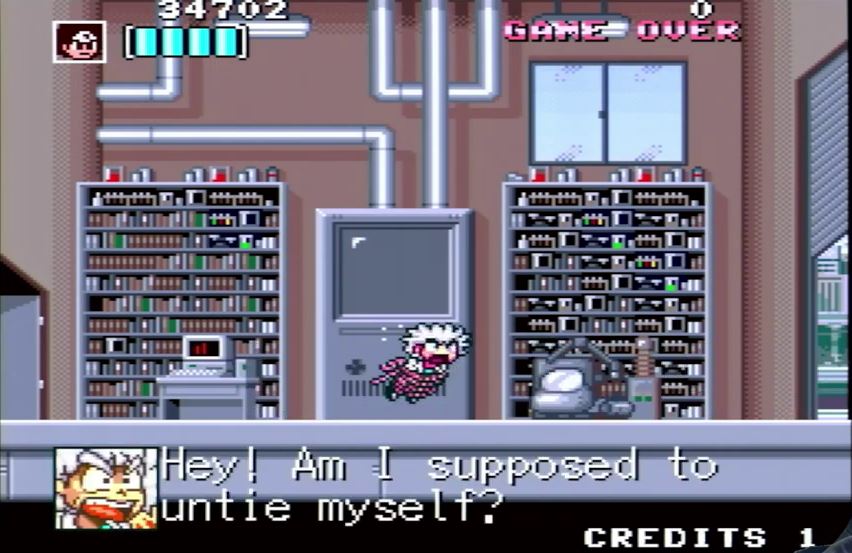 34702
0
GAME OVER
Hey! Am I supposed to
untie myself?
CREDITS 1